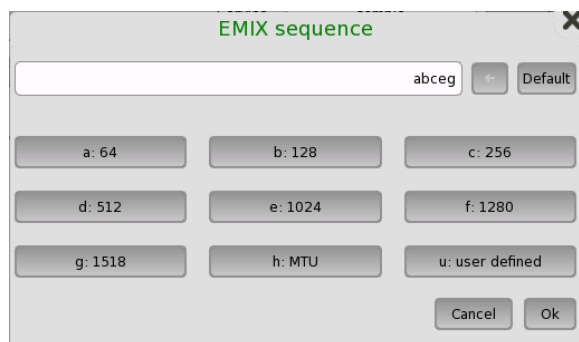 EMIX sequence
abceg
← Default
a: 64 b: 128 c: 256
d: 512 e: 1024 f: 1280
g: 1518 h: MTU u: user defined
Cancel Ok